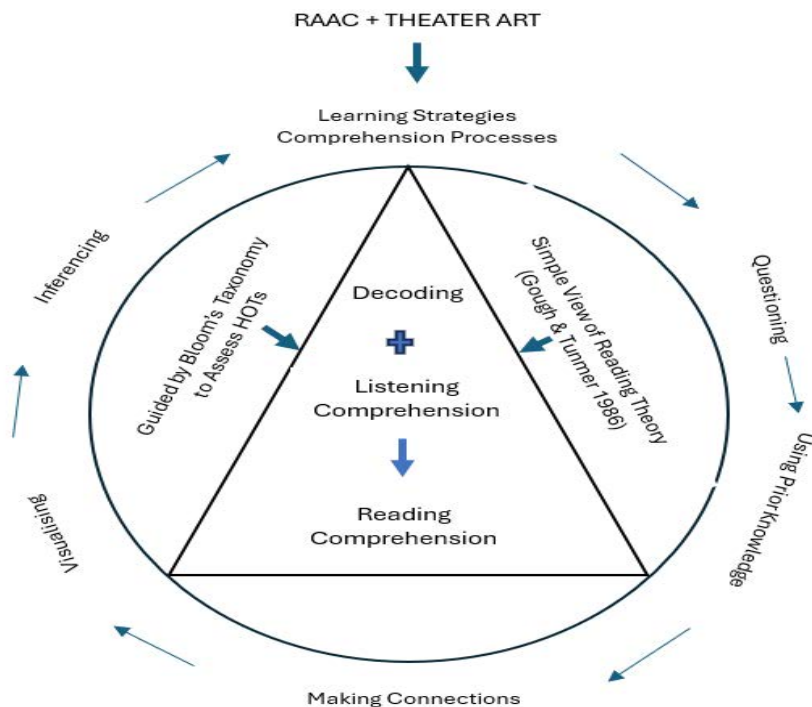 RAAC + THEATER ART
Learning Strategies
Comprehension Processes
Inferencing
Questioning
Guided by Bloom's Taxonomy
to Assess HOTs
Simple View of Reading Theory
(Gough & Tunmer 1986)
Decoding
+
Listening
Comprehension
Reading
Comprehension
Using Prior Knowledge
Visualising
Making Connections